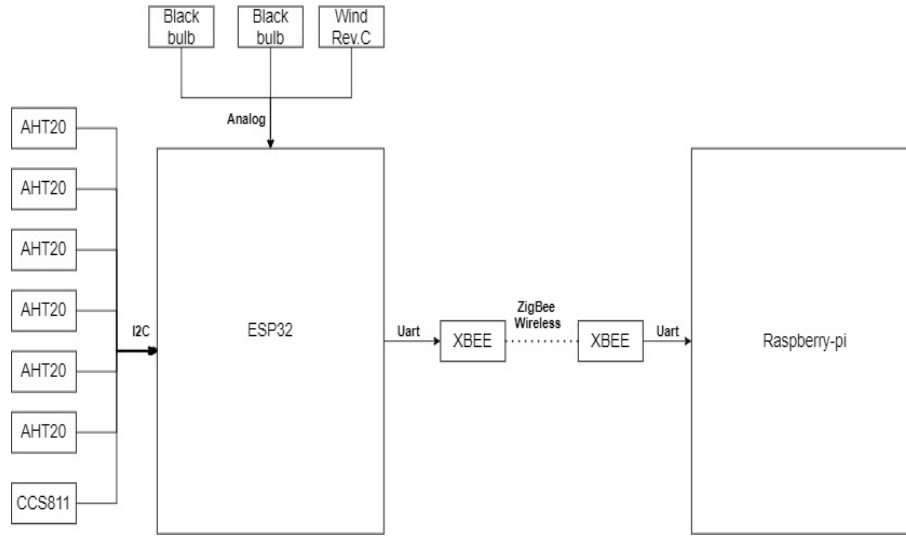 Black
bulb
Black
bulb
Wind
Rev.C
Analog
AHT20
AHT20
AHT20
AHT20
AHT20
AHT20
CCS811
I2C
ESP32
Uart
XBEE
ZigBee
Wireless
XBEE
Uart
Raspberry-pi